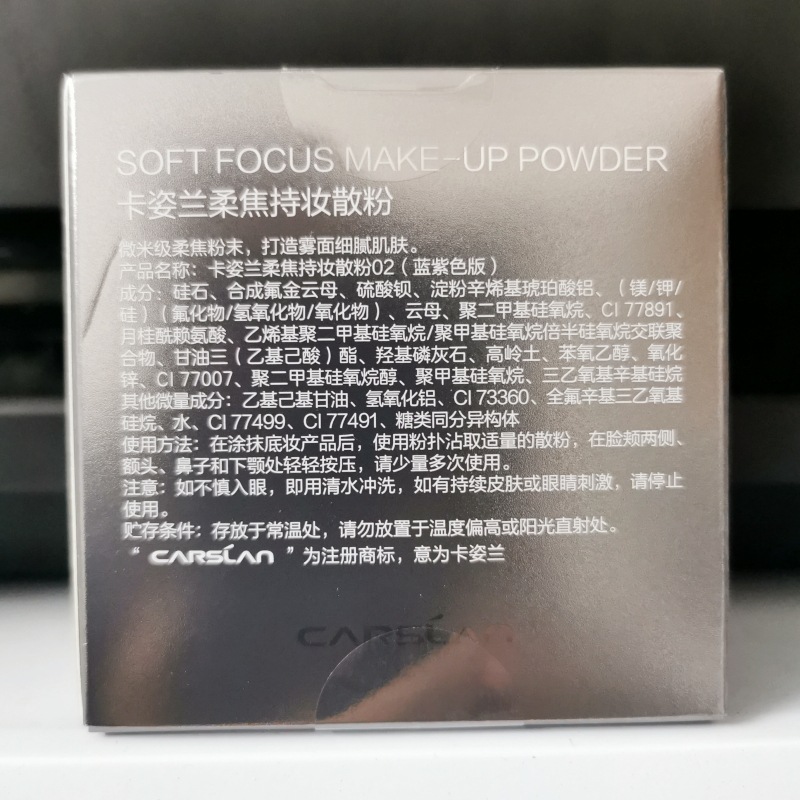 SOFT FOCUS MAKE-UP POWDER
卡姿兰柔焦持妆散粉
微米级柔焦粉末，打造雾面细腻肌肤。
产品名称：卡姿兰柔焦持妆散粉02（蓝紫色版）
成分：硅石、合成氟金云母、硫酸钡、淀粉辛烯基琥珀酸铝、（镁/钾/
硅）（氟化物/氢氧化物/氧化物）、云母、聚二甲基硅氧烷、CI 77891、
月桂酰赖氨酸、乙烯基聚二甲基硅氧烷/聚甲基硅氧烷倍半硅氧烷交联聚
合物、甘油三（乙基己酸）酯、羟基磷灰石、高岭土、苯氧乙醇、氧化
锌、CI 77007、聚二甲基硅氧烷醇、聚甲基硅氧烷、三乙氧基辛基硅烷
其他微量成分：乙基己基甘油、氢氧化铝、CI 73360、全氟辛基三乙氧基
硅烷、水、CI 77499、CI 77491、糖类同分异构体
使用方法：在涂抹底妆产品后，使用粉扑沾取适量的散粉，在脸颊两侧、
额头、鼻子和下颚处轻轻按压，请少量多次使用。
注意：如不慎入眼，即用清水冲洗，如有持续皮肤或眼睛刺激，请停止
使用。
贮存条件：存放于常温处，请勿放置于温度偏高或阳光直射处。
“ CARSLAN ”为注册商标，意为卡姿兰
CARSLAN